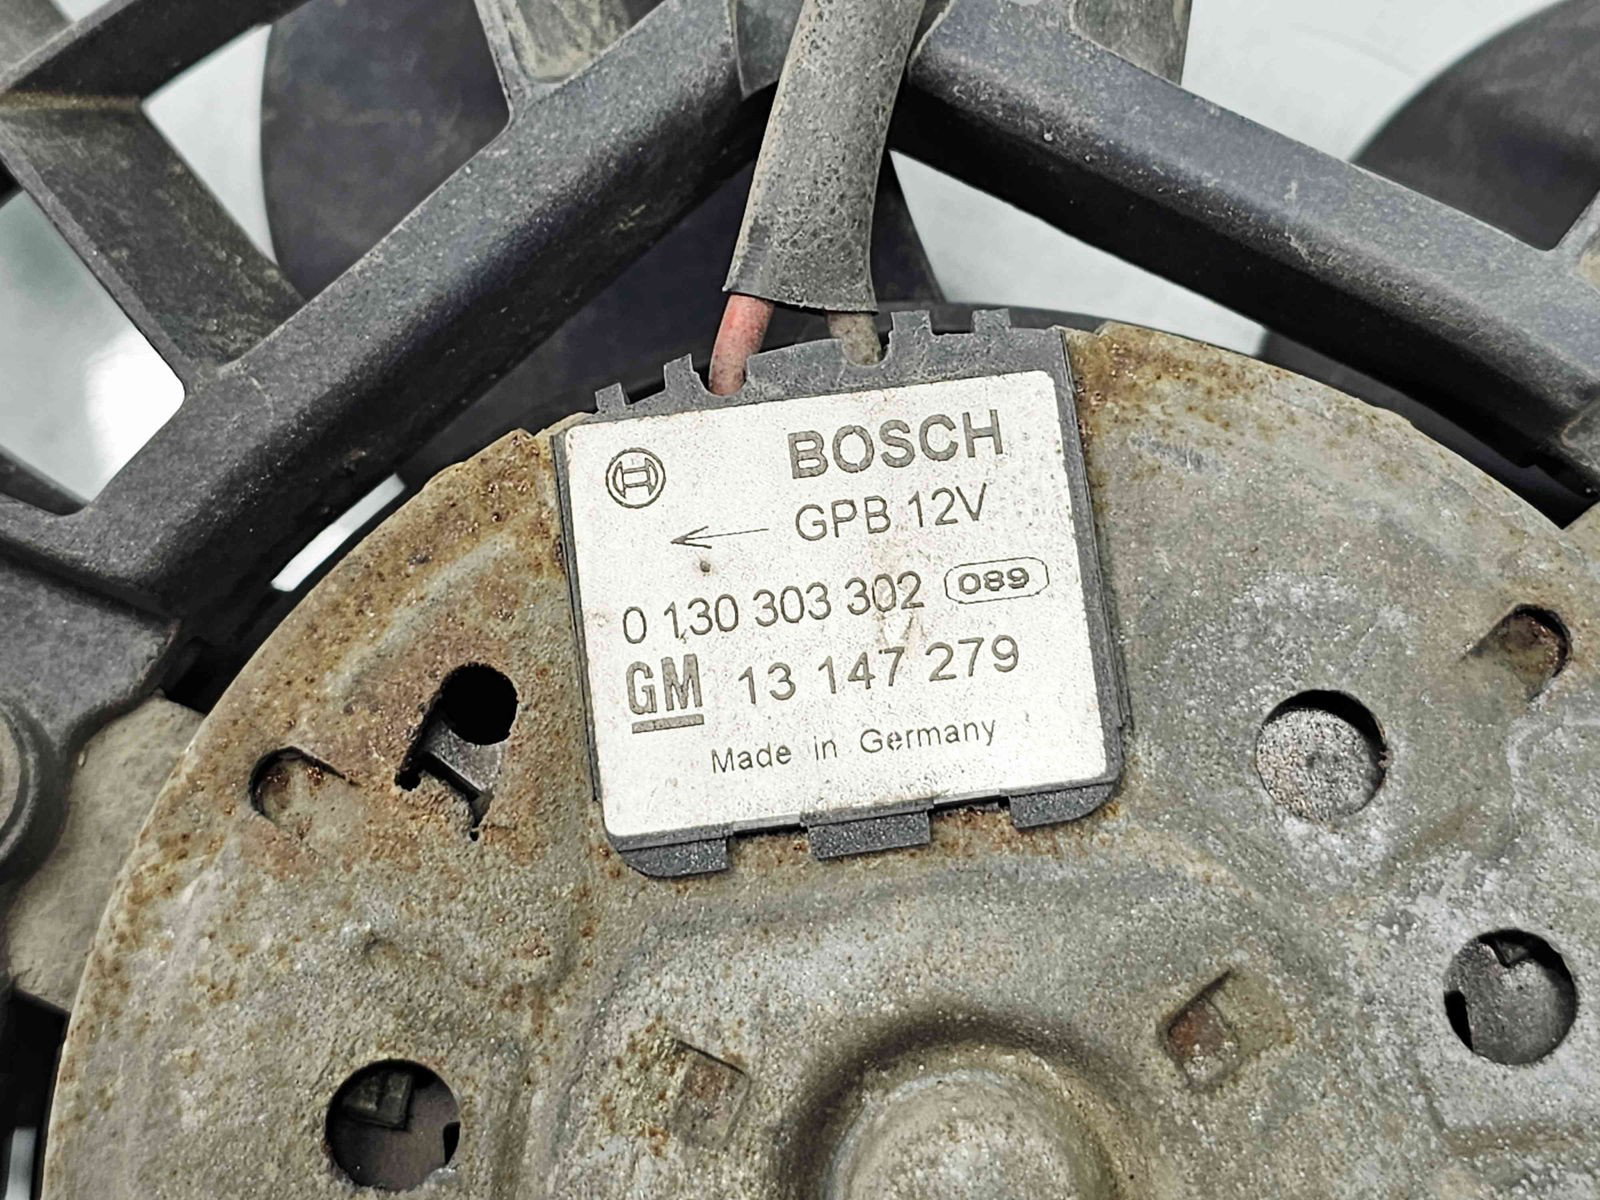 BOSCH
GPB 12V
0 130 303 302 089
GM 13 147 279
Made in Germany